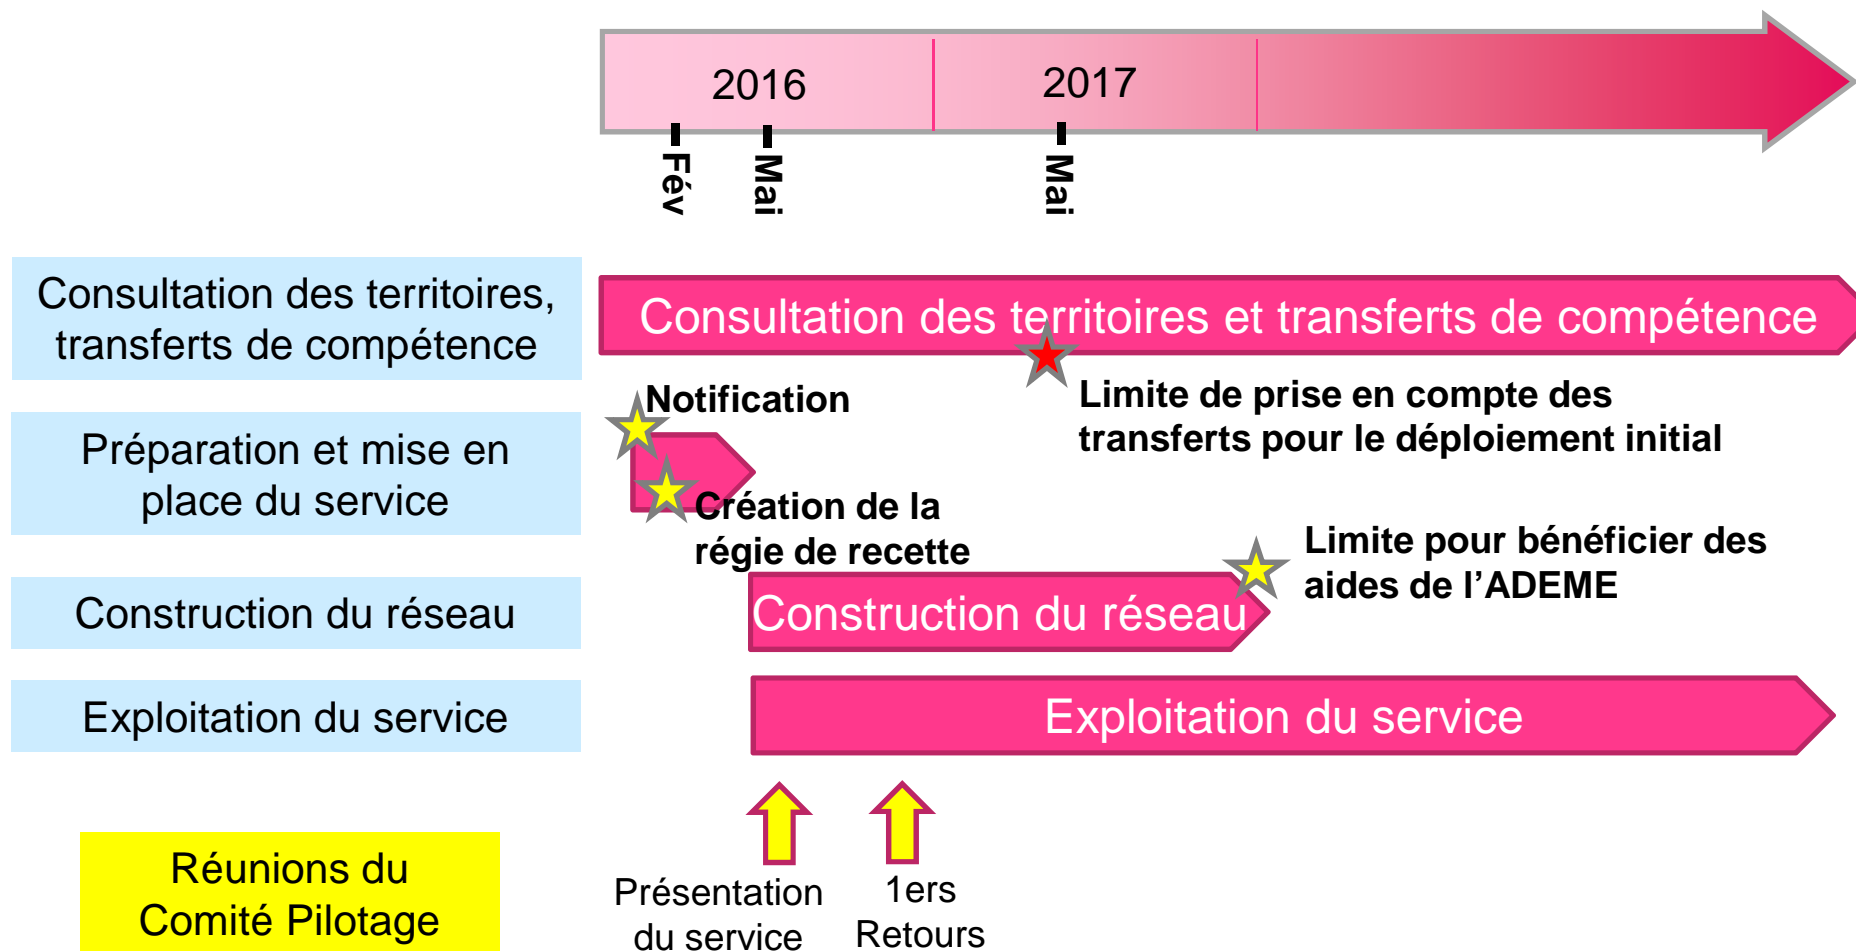 2016
2017
Fév
Mai
Mai
Consultation des territoires,
transferts de compétence
Consultation des territoires et transferts de compétence
Notification
Limite de prise en compte des
transferts pour le déploiement initial
Préparation et mise en
place du service
Création de la
régie de recette
Limite pour bénéficier des
aides de l’ADEME
Construction du réseau
Construction du réseau
Exploitation du service
Exploitation du service
Réunions du
Comité Pilotage
Présentation
du service
1ers
Retours